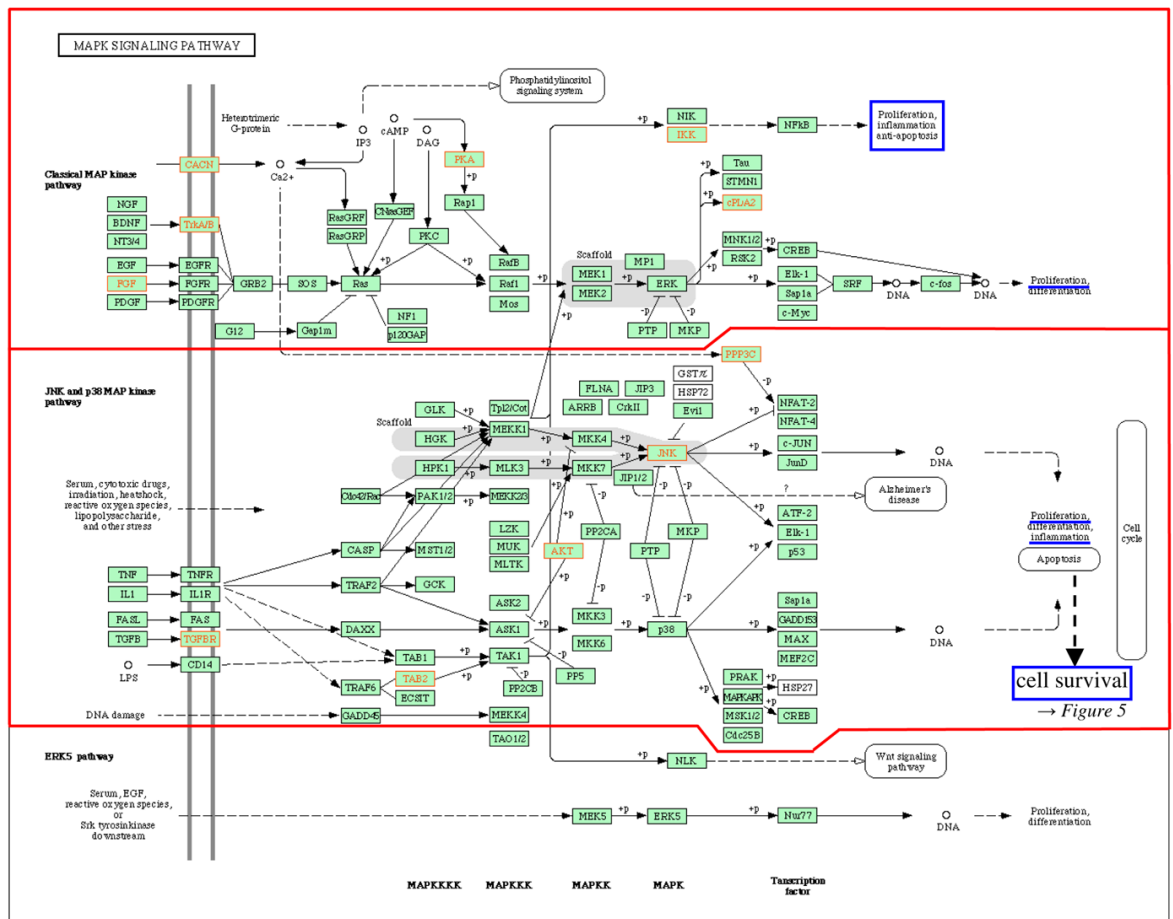 MAPK SIGNALING PATHWAY
Phosphatidylinositol
signaling system
Heterotrimeric
G-protein
IP3
cAMP
DAG
Ca2+
CACN
PKA
+p
Rap1
NIK
IKK
+p
NFkB
Proliferation,
inflammation
anti-apoptosis
Classical MAP kinase
pathway
NGF
BDNF
NT3/4
TrkA/B
EGF
EGFR
FGF
FGFR
PDGF
PDGFR
GRB2
SOS
Ras
RasGRF
RasGRP
CNrasGEF
PKC
+p
+p
G12
Gap1m
NF1
p120GAP
RafB
Raf1
Mos
+p
+p
Scaffold
MEK1
MEK2
MP1
+p
ERK
PTP
MKP
-p
-p
+p
Tau
STMN1
+p
cPLA2
+p
MNK1/2
RSK2
+p
CREB
+p
Elk-1
Sap1a
c-Myc
SRF
DNA
c-fos
DNA
Proliferation,
differentiation
JNK and p38 MAP kinase
pathway
PPP3C
-p
NFAT-2
NFAT-4
GSTπ
HSP72
Evi1
FLNA
JIP3
ARRB
CrkII
Tpl2/Cot
GLK
HGK
HPK1
Scaffold
+p
+p
+p
MEKK1
MLK3
+p
+p
MKK4
MKK7
+p
+p
JNK
JIP1/2
-p
+p
+p
c-JUN
JunD
DNA
?
Alzheimer's
disease
Serum, cytotoxic drugs,
irradiation, heatshock,
reactive oxygen species,
lipopolysaccharide,
and other stress
Cdc42/Rac
PAK1/2
+p
MEKK2/3
LZK
MUK
MLTK
+p
AKT
PP2CA
-p
-p
PTP
MKP
-p
-p
-p
-p
+p
ATF-2
Elk-1
p53
+p
Proliferation,
differentiation,
inflammation
Apoptosis
Cell
cycle
CASP
MST1/2
TRAF2
GCK
TNF
TNFR
IL1
IL1R
FASL
FAS
TGFB
TGFBR
LPS
CD14
DAXX
ASK2
ASK1
-p
+p
MKK3
MKK6
+p
p38
+p
Sap1a
GADD153
MAX
MEF2C
DNA
TAB1
+p
TAK1
TRAF6
TAB2
ECSIT
+p
-p
PP2CB
-p
PP5
+p
PRAK
MAPKAPK
MSK1/2
Cdc25B
+p
HSP27
+p
CREB
cell survival
→ Figure 5
DNA damage
GADD45
MEKK4
TAO1/2
ERK5 pathway
+p
NLK
Wnt signaling
pathway
Serum, EGF,
reactive oxygen species,
or
Srk tyrosinkinase
downstream
MEK5
+p
ERK5
+p
Nur77
DNA
Proliferation,
differentiation
MAPKKKK
MAPKKK
MAPKK
MAPK
Transcription
factor